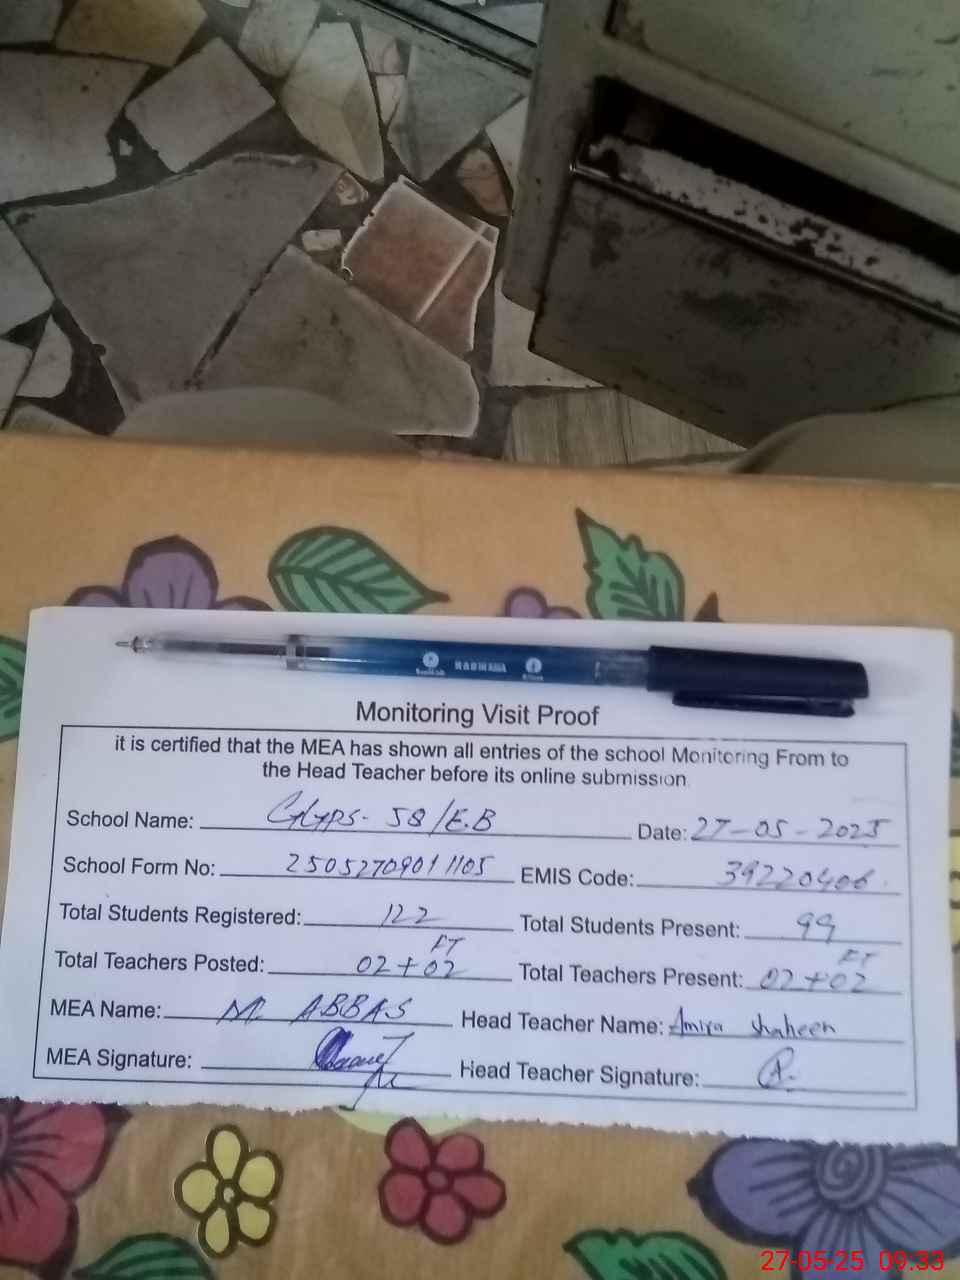 Monitoring Visit Proof
it is certified that the MEA has shown all entries of the school Monitoring From to
the Head Teacher before its online submission.
School Name: GGPS- 58/E.B Date: 27-05-2025
School Form No: 25052709011105 EMIS Code: 39220406
Total Students Registered: 122 Total Students Present: 99
Total Teachers Posted: 02+02 FT Total Teachers Present: 02+02 FT
MEA Name: M. ABBAS Head Teacher Name: Amira Shaheen
MEA Signature: Head Teacher Signature:
27-05-25 09:33